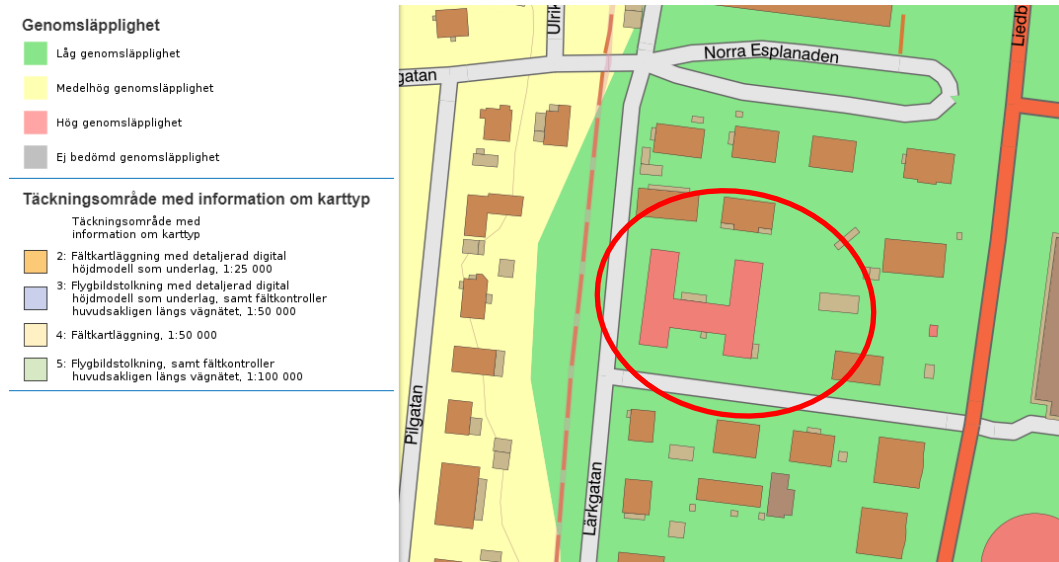 Genomsläpplighet
Låg genomsläpplighet
Medelhög genomsläpplighet
Hög genomsläpplighet
Ej bedömd genomsläpplighet
Täckningsområde med information om karttyp
Täckningsområde med
information om karttyp
2: Fältkartläggning med detaljerad digital
höjdmodell som underlag, 1:25 000
3: Flygbildstolkning med detaljerad digital
höjdmodell som underlag, samt fältkontroller
huvudsakligen längs vägnätet, 1:50 000
4: Fältkartläggning, 1:50 000
5: Flygbildstolkning, samt fältkontroller
huvudsakligen längs vägnätet, 1:100 000
Ulrik
Liedb
Norra Esplanaden
gatan
Pilgatan
Lärkgatan